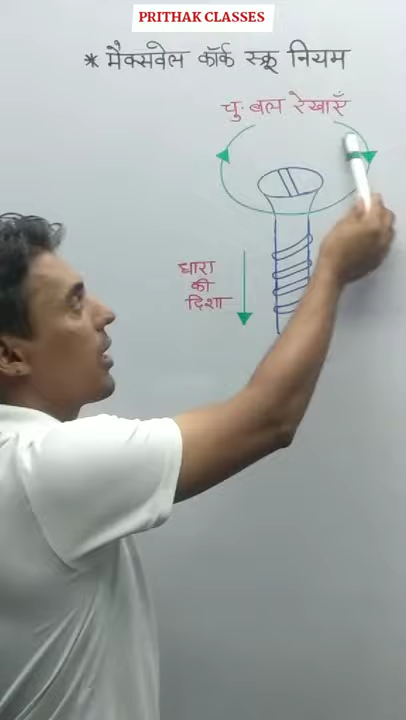 PRITHAK CLASSES
* मैक्सवेल कॉर्क स्क्रू नियम
चु. बल रेखाएँ
धारा
की
दिशा